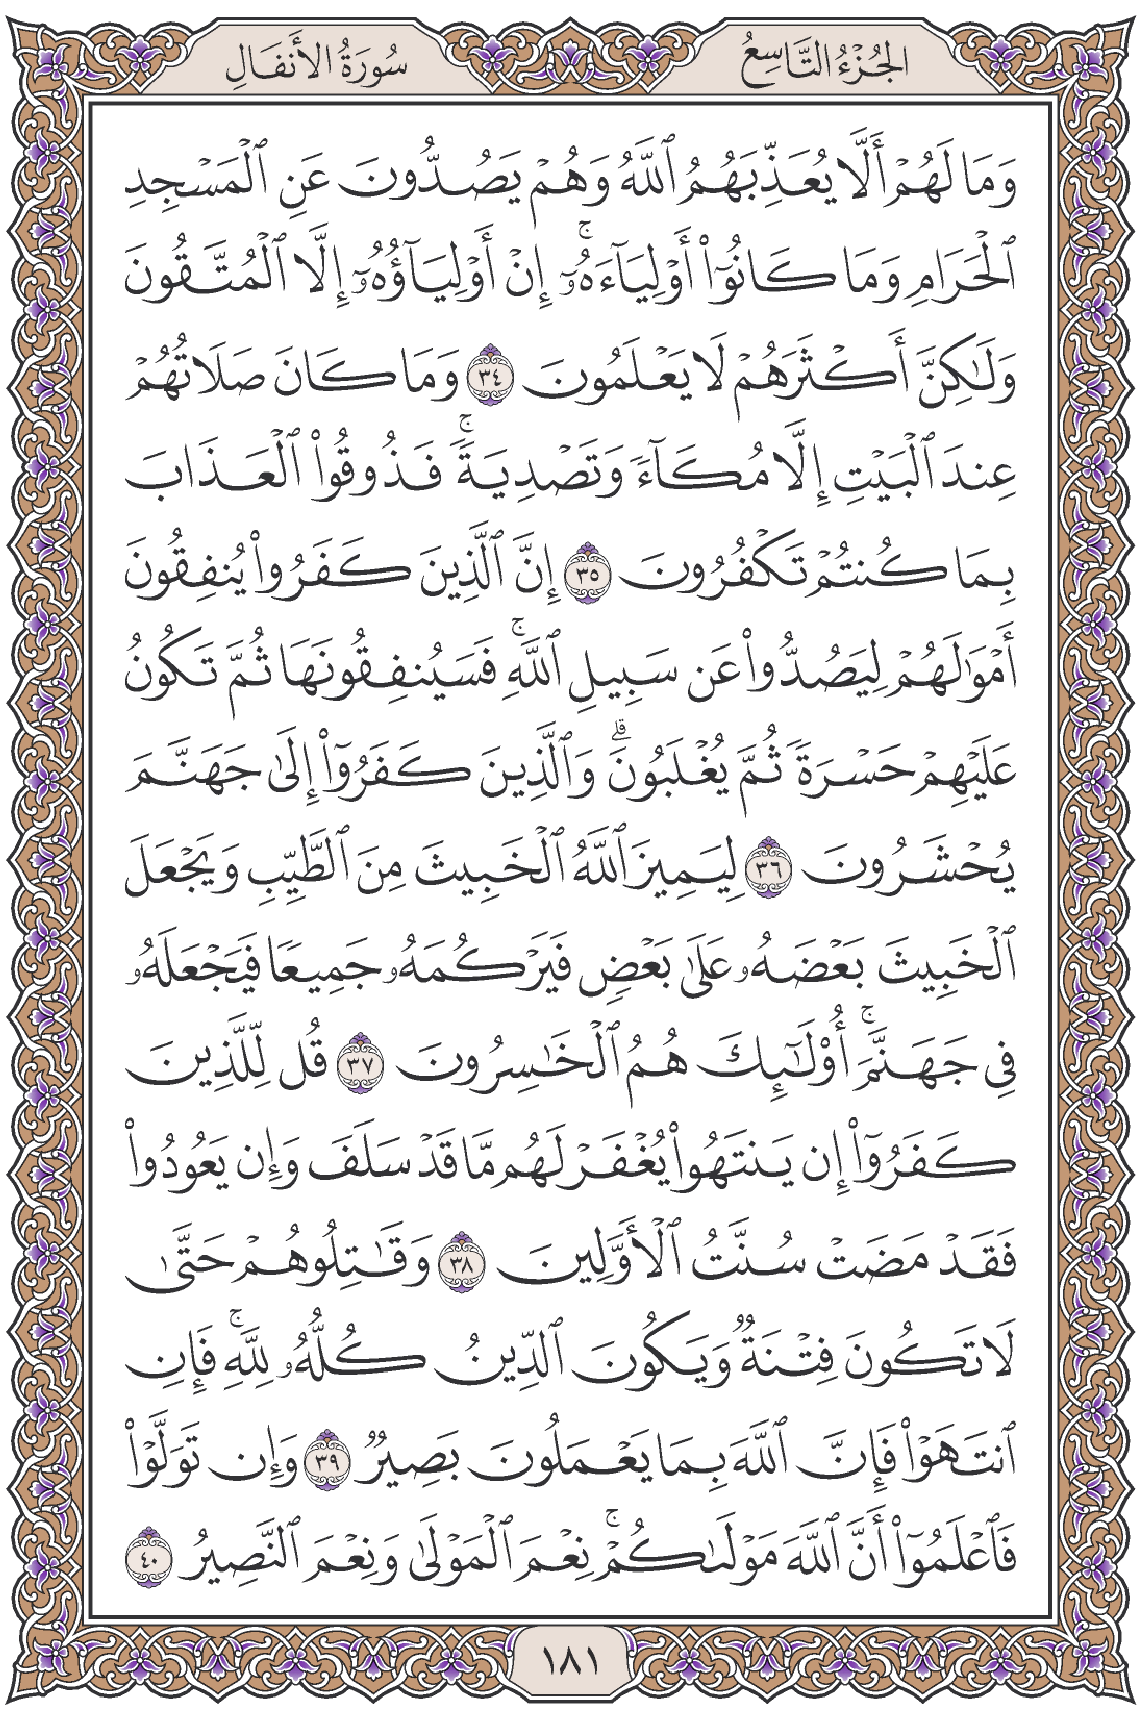 الجُزْءُ التَّاسِعُ
سُورَةُ الأَنفَالِ
وَمَا لَهُمْ أَلَّا يُعَذِّبَهُمُ ٱللَّهُ وَهُمْ يَصُدُّونَ عَنِ ٱلْمَسْجِدِ
ٱلْحَرَامِ وَمَا كَانُوٓا۟ أَوْلِيَآءَهُۥٓ ۚ إِنْ أَوْلِيَآؤُهُۥٓ إِلَّا ٱلْمُتَّقُونَ
وَلَـٰكِنَّ أَكْثَرَهُمْ لَا يَعْلَمُونَ ٣٤ وَمَا كَانَ صَلَاتُهُمْ
عِندَ ٱلْبَيْتِ إِلَّا مُكَآءً وَتَصْدِيَةً ۚ فَذُوقُوا۟ ٱلْعَذَابَ
بِمَا كُنتُمْ تَكْفُرُونَ ٣٥ إِنَّ ٱلَّذِينَ كَفَرُوا۟ يُنفِقُونَ
أَمْوَٰلَهُمْ لِيَصُدُّوا۟ عَن سَبِيلِ ٱللَّهِ ۚ فَسَيُنفِقُونَهَا ثُمَّ تَكُونُ
عَلَيْهِمْ حَسْرَةً ثُمَّ يُغْلَبُونَ ۗ وَٱلَّذِينَ كَفَرُوٓا۟ إِلَىٰ جَهَنَّمَ
يُحْشَرُونَ ٣٦ لِيَمِيزَ ٱللَّهُ ٱلْخَبِيثَ مِنَ ٱلطَّيِّبِ وَيَجْعَلَ
ٱلْخَبِيثَ بَعْضَهُۥ عَلَىٰ بَعْضٍ فَيَرْكُمَهُۥ جَمِيعًا فَيَجْعَلَهُۥ
فِى جَهَنَّمَ ۚ أُو۟لَـٰٓئِكَ هُمُ ٱلْخَـٰسِرُونَ ٣٧ قُل لِّلَّذِينَ
كَفَرُوٓا۟ إِن يَنتَهُوا۟ يُغْفَرْ لَهُم مَّا قَدْ سَلَفَ وَإِن يَعُودُوا۟
فَقَدْ مَضَتْ سُنَّتُ ٱلْأَوَّلِينَ ٣٨ وَقَـٰتِلُوهُمْ حَتَّىٰ
لَا تَكُونَ فِتْنَةٌ وَيَكُونَ ٱلدِّينُ كُلُّهُۥ لِلَّهِ ۚ فَإِنِ
ٱنتَهَوْا۟ فَإِنَّ ٱللَّهَ بِمَا يَعْمَلُونَ بَصِيرٌ ٣٩ وَإِن تَوَلَّوْا۟
فَٱعْلَمُوٓا۟ أَنَّ ٱللَّهَ مَوْلَىٰكُمْ ۚ نِعْمَ ٱلْمَوْلَىٰ وَنِعْمَ ٱلنَّصِيرُ ٤٠
١٨١